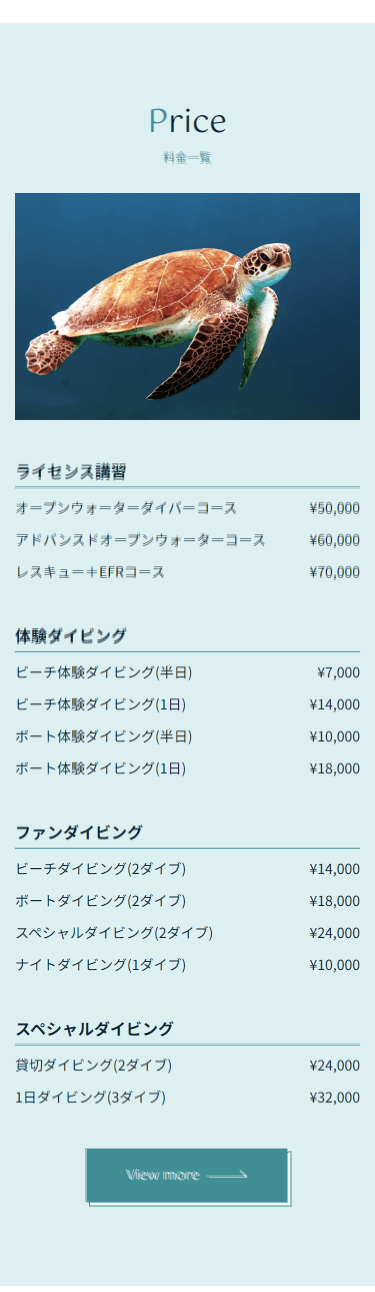 Price
料金一覧
ライセンス講習
オープンウォーターダイバーコース ¥50,000
アドバンスドオープンウォーターコース ¥60,000
レスキュー＋EFRコース ¥70,000
体験ダイビング
ビーチ体験ダイビング(半日) ¥7,000
ビーチ体験ダイビング(1日) ¥14,000
ボート体験ダイビング(半日) ¥10,000
ボート体験ダイビング(1日) ¥18,000
ファンダイビング
ビーチダイビング(2ダイブ) ¥14,000
ボートダイビング(2ダイブ) ¥18,000
スペシャルダイビング(2ダイブ) ¥24,000
ナイトダイビング(1ダイブ) ¥10,000
スペシャルダイビング
貸切ダイビング(2ダイブ) ¥24,000
1日ダイビング(3ダイブ) ¥32,000
View more